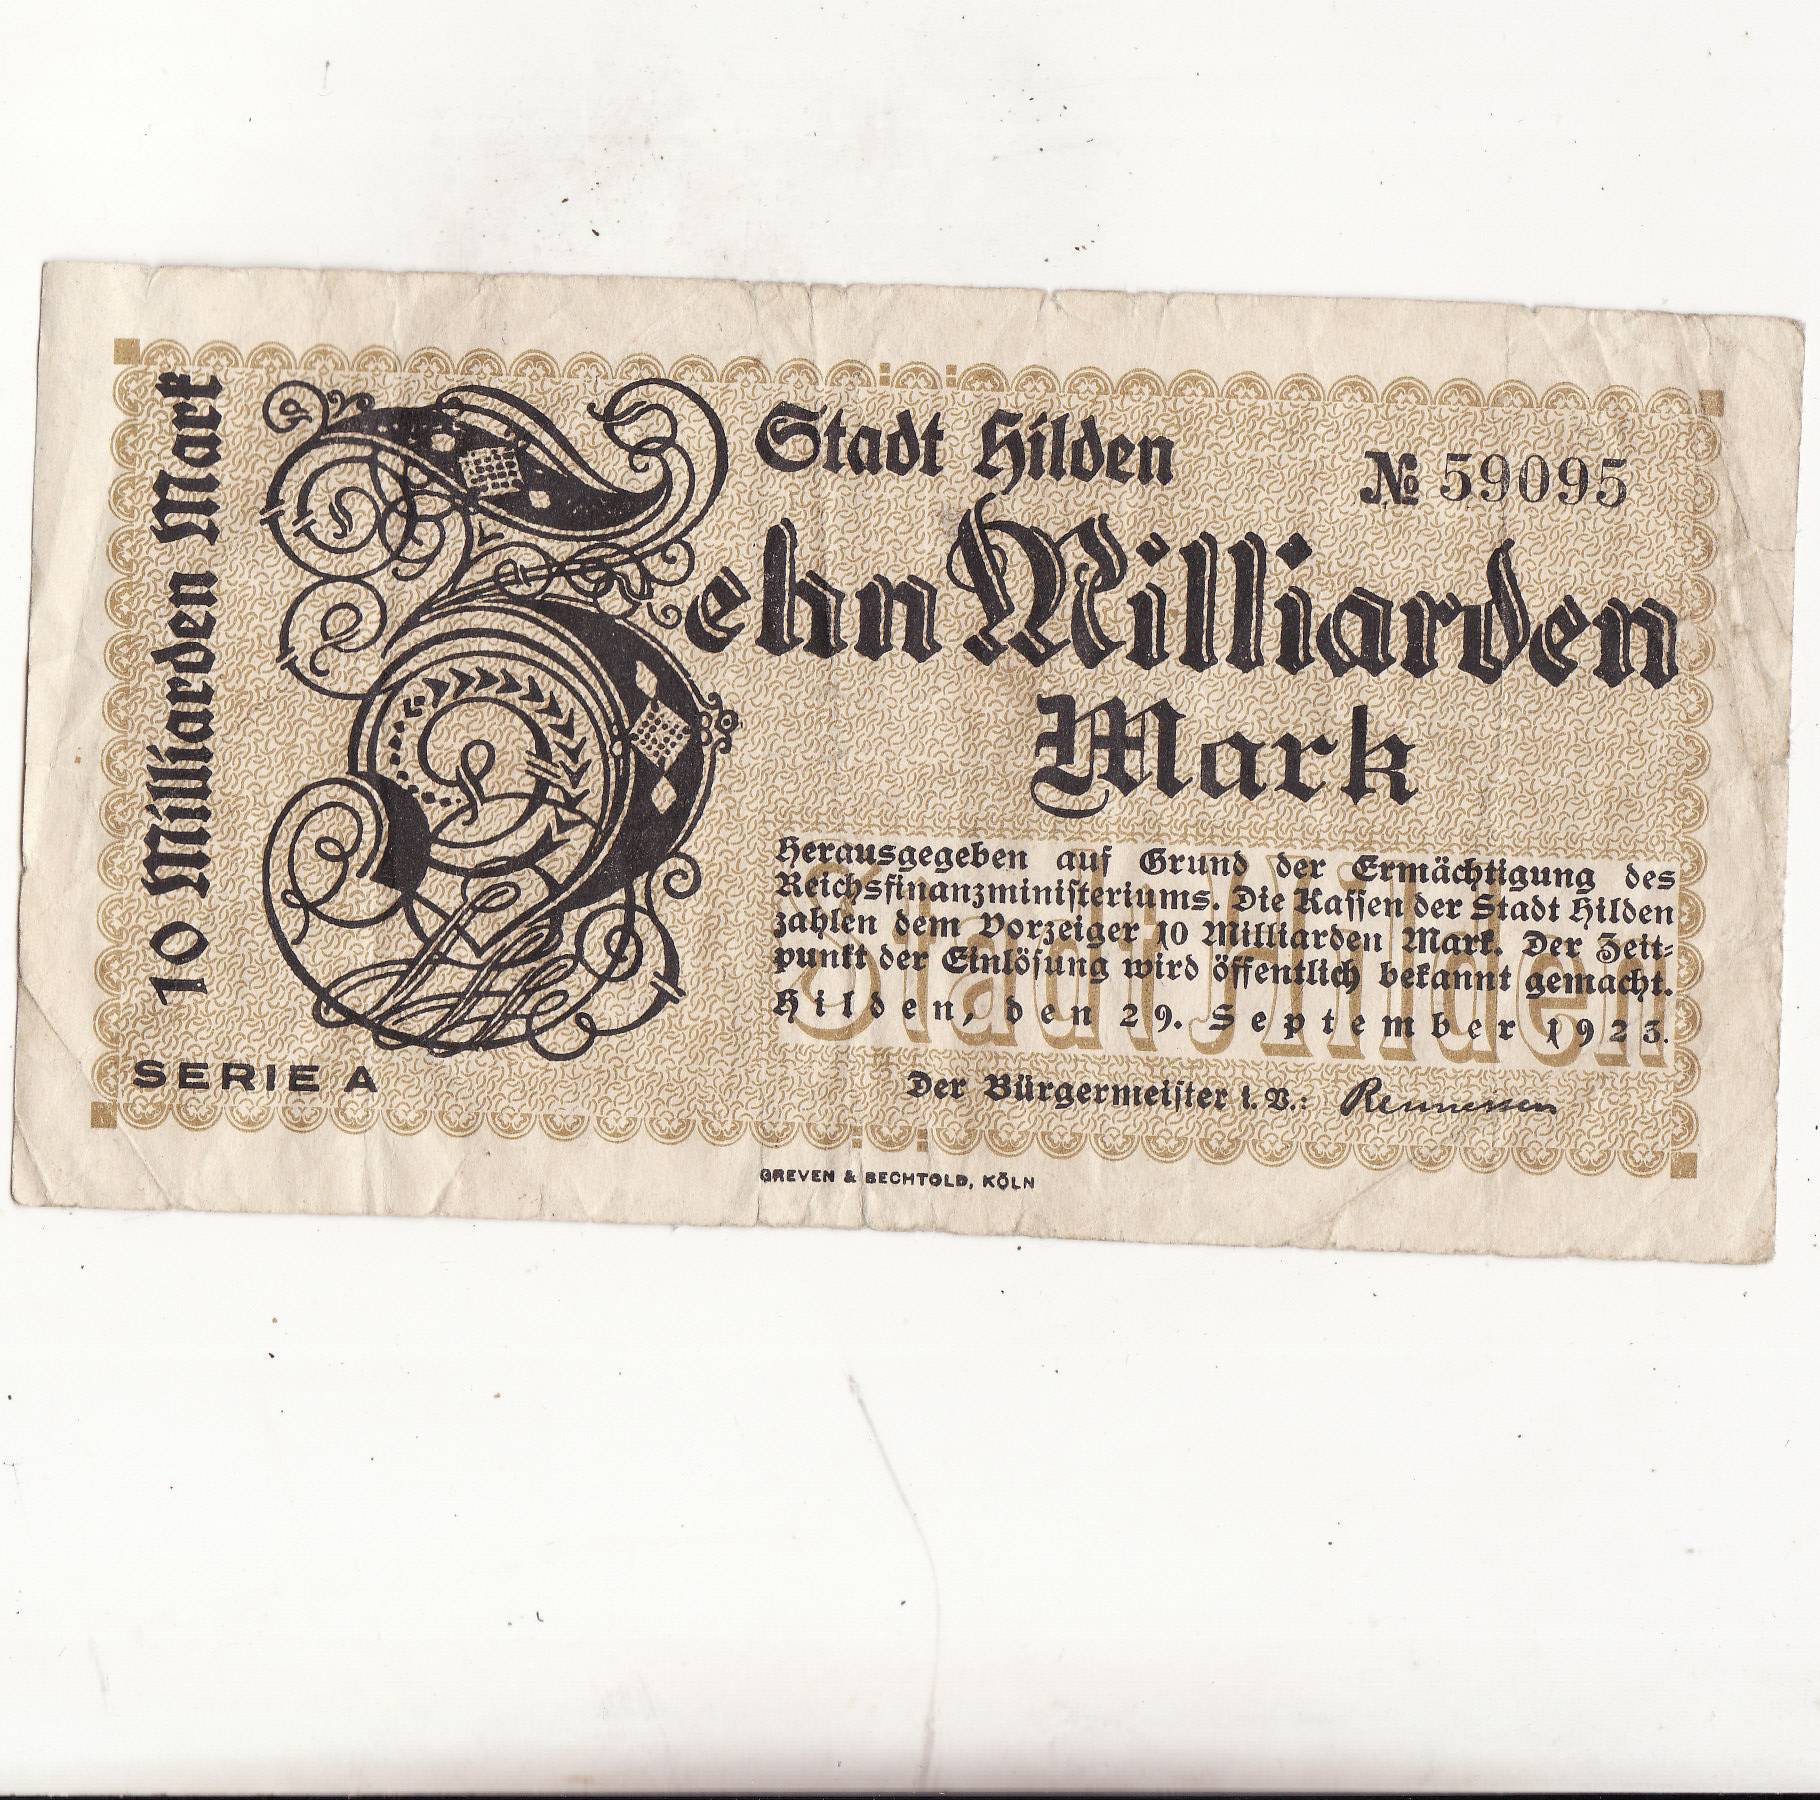 10 Milliarden Mark
Stadt Hilden
№ 59095
Zehn Milliarden
Mark
Herausgegeben auf Grund der Ermächtigung des
Reichsfinanzministeriums. Die Kassen der Stadt Hilden
zahlen dem Vorzeiger 10 Milliarden Mark. Der Zeit=
punkt der Einlösung wird öffentlich bekannt gemacht.
Hilden, den 29. September 1923.
Stadt Hilden
SERIE A
Der Bürgermeister i. V.:
GREVEN & BECHTOLD, KÖLN